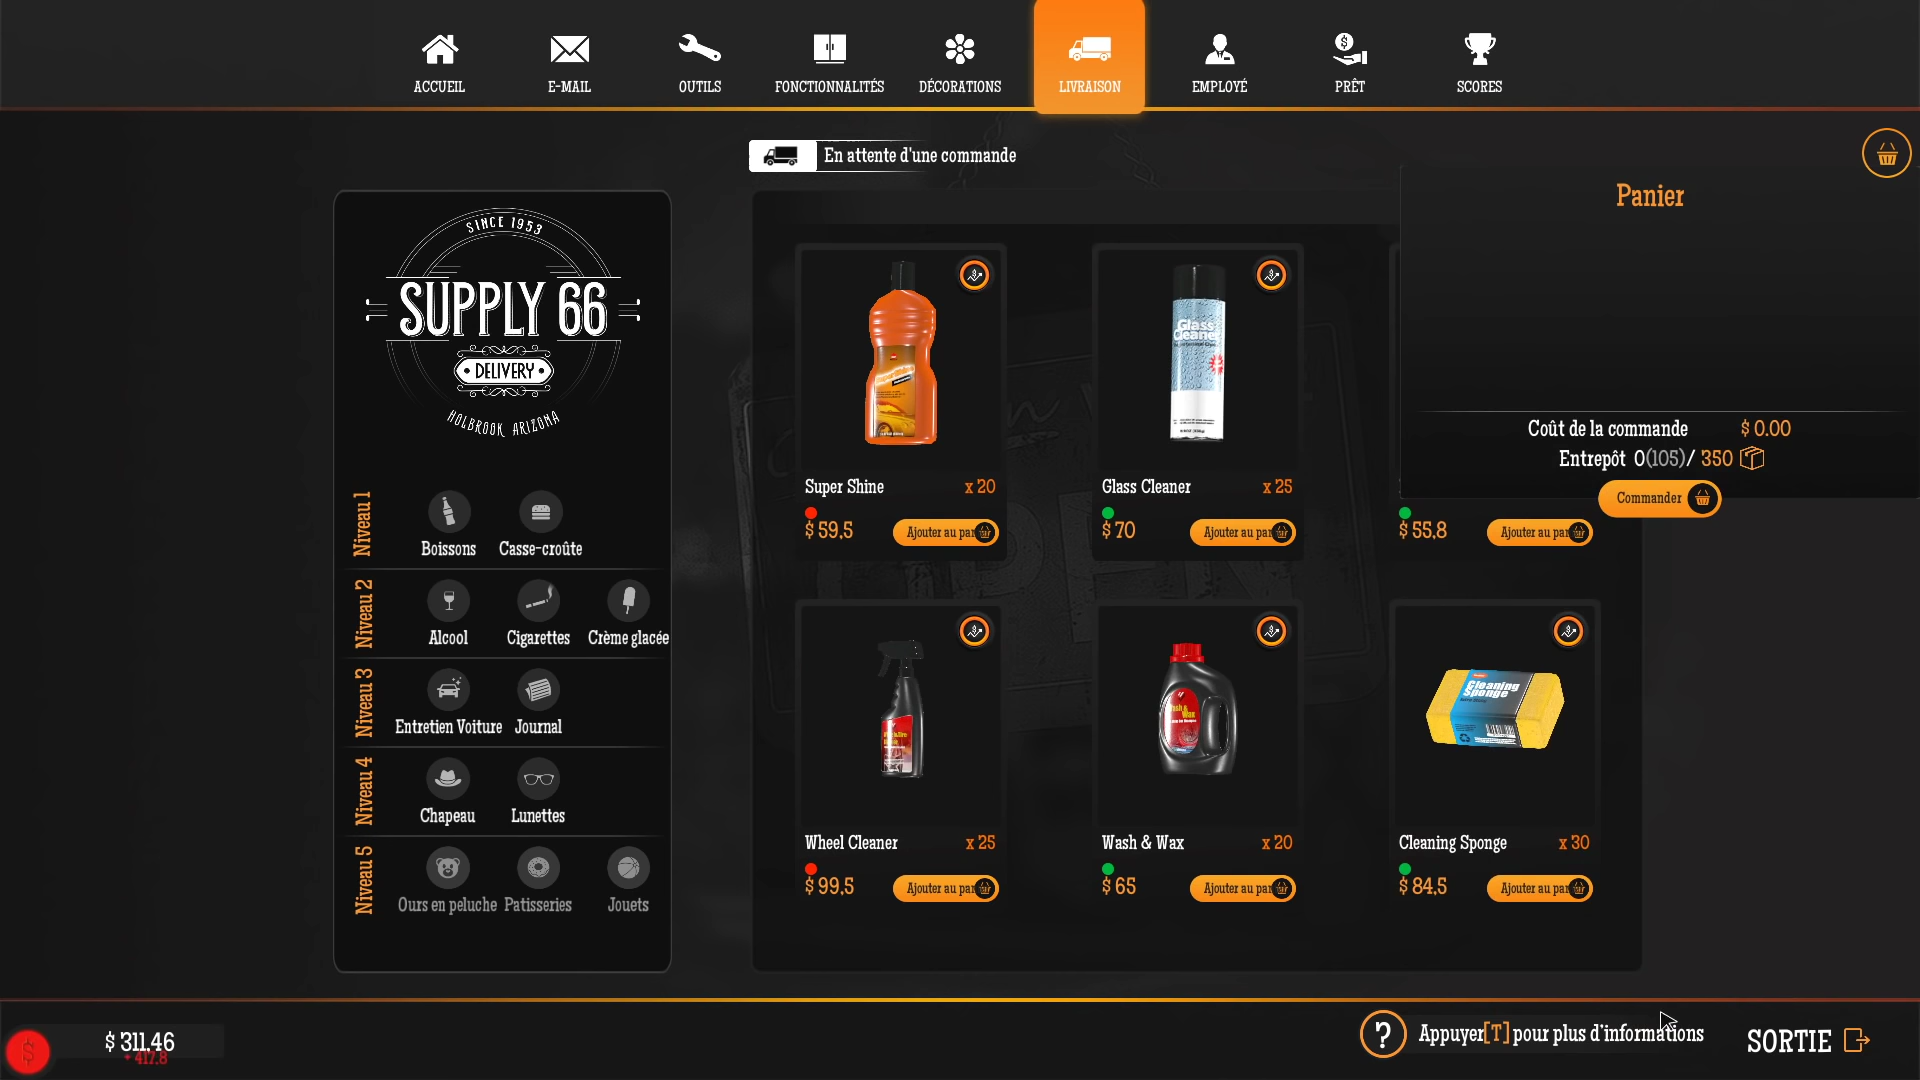 ACCUEIL
E-MAIL
OUTILS
FONCTIONNALITÉS
DÉCORATIONS
LIVRAISON
EMPLOYÉ
PRÊT
SCORES
En attente d'une commande
SINCE 1953
SUPPLY 66
DELIVERY
HOLBROOK ARIZONA
Niveau 1
Boissons
Casse-croûte
Niveau 2
Alcool
Cigarettes
Crème glacée
Niveau 3
Entretien Voiture
Journal
Niveau 4
Chapeau
Lunettes
Niveau 5
Ours en peluche
Patisseries
Jouets
Super Shine
x 20
$ 59,5
Ajouter au pan
Glass
Cleaner
Glass Cleaner
x 25
$ 70
Ajouter au pan
$ 55,8
Ajouter au pan
Wheel Cleaner
x 25
$ 99,5
Ajouter au pan
Wash & Wax
x 20
$ 65
Ajouter au pan
Cleaning
Sponge
Cleaning Sponge
x 30
$ 84,5
Ajouter au pan
Panier
Coût de la commande
$ 0.00
Entrepôt 0(105)/ 350
Commander
$ 311.46
- 417.8
? Appuyer[T] pour plus d'informations
SORTIE